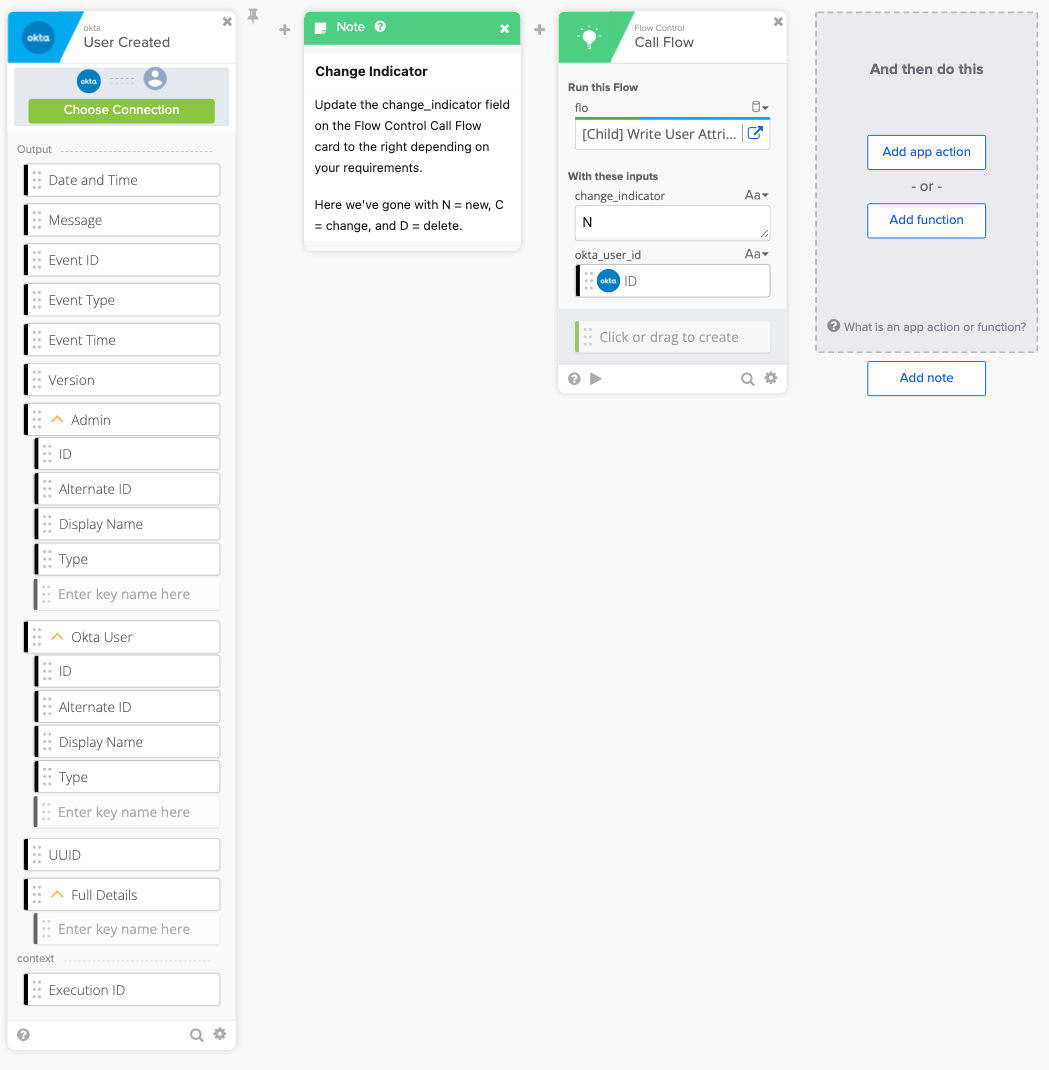 okta
okta
User Created
okta
Choose Connection
Output
Date and Time
Message
Event ID
Event Type
Event Time
Version
Admin
ID
Alternate ID
Display Name
Type
Enter key name here
Okta User
ID
Alternate ID
Display Name
Type
Enter key name here
UUID
Full Details
Enter key name here
context
Execution ID
Note
Change Indicator
Update the change_indicator field
on the Flow Control Call Flow
card to the right depending on
your requirements.
Here we've gone with N = new, C
= change, and D = delete.
Flow Control
Call Flow
Run this Flow
flo
[Child] Write User Attri...
With these inputs
change_indicator
Aa
N
okta_user_id
Aa
okta
ID
Click or drag to create
And then do this
Add app action
- or -
Add function
What is an app action or function?
Add note